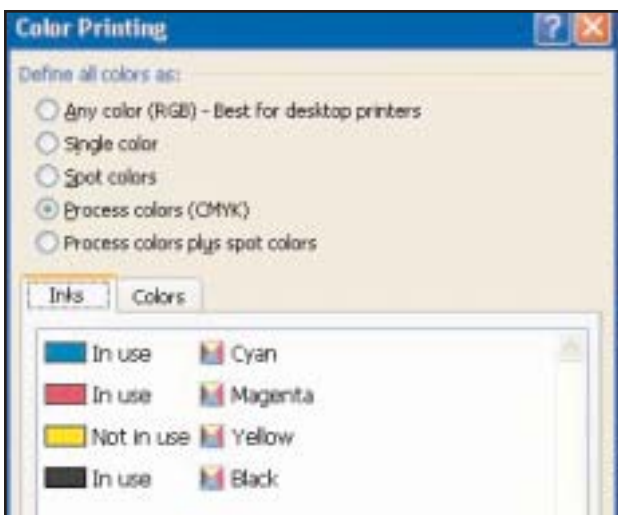 Color Printing
Define all colors as:
Any color (RGB) - Best for desktop printers
Single color
Spot colors
Process colors (CMYK)
Process colors plus spot colors
Inks Colors
In use Cyan
In use Magenta
Not in use Yellow
In use Black